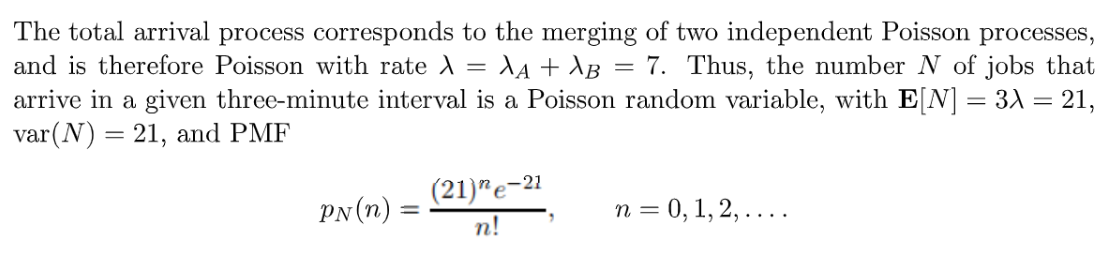 The total arrival process corresponds to the merging of two independent Poisson processes,
and is therefore Poisson with rate λ = λ_A + λ_B = 7. Thus, the number N of jobs that
arrive in a given three-minute interval is a Poisson random variable, with E[N] = 3λ = 21,
var(N) = 21, and PMF
p_N(n) = (21)^n e^{-21} / n!, n = 0, 1, 2, . . . .